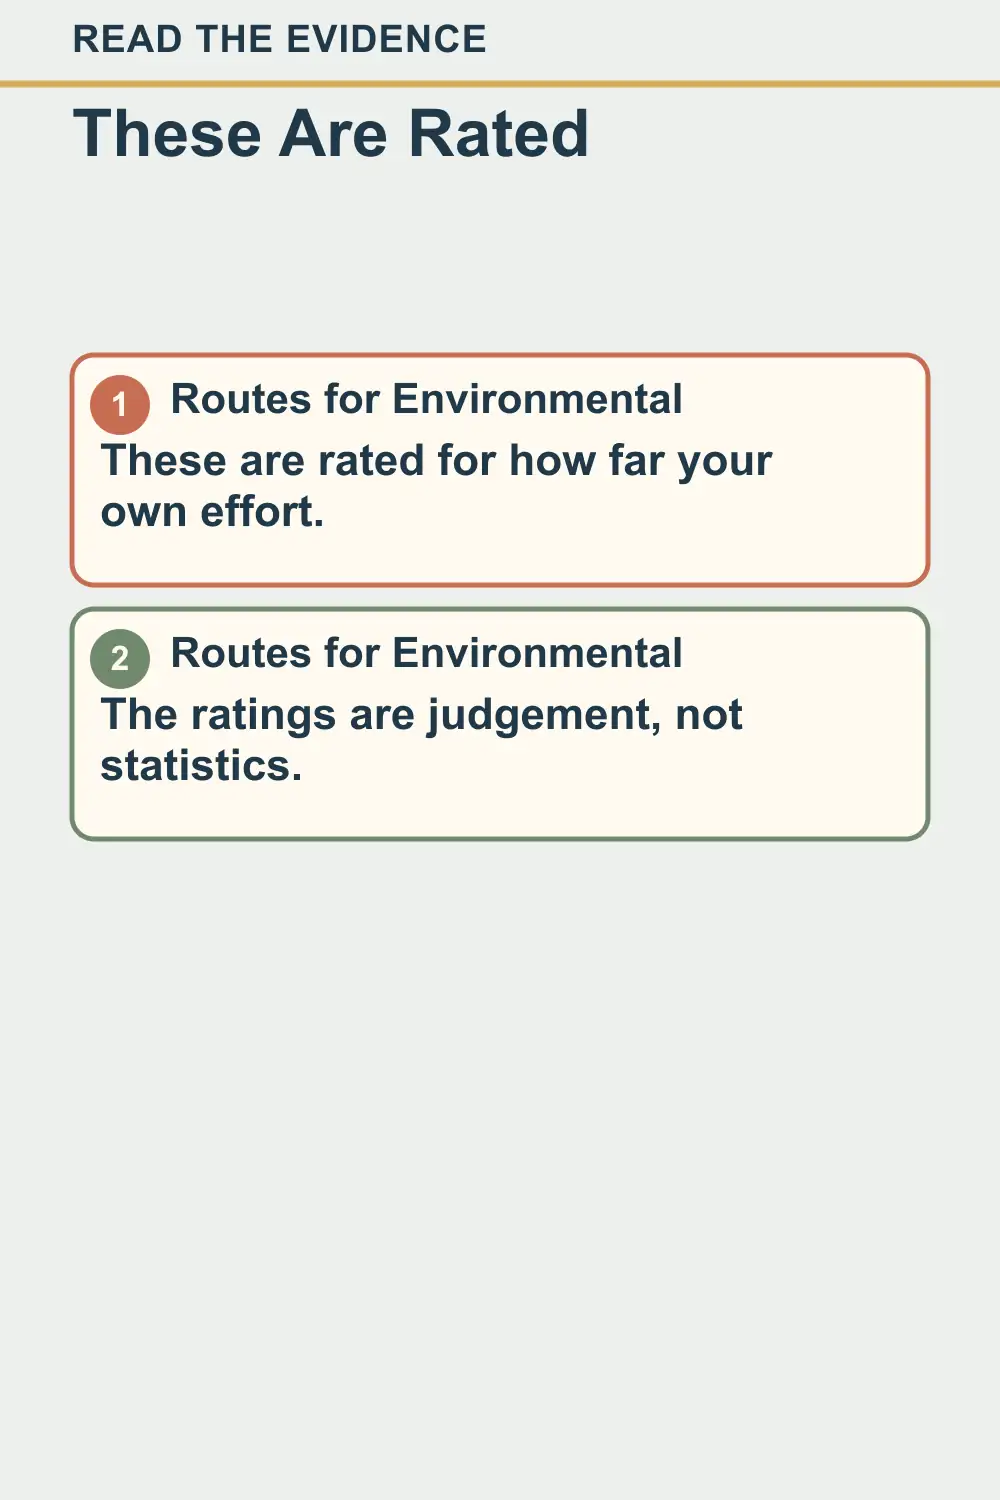 READ THE EVIDENCE
These Are Rated
1 Routes for Environmental
These are rated for how far your
own effort.
2 Routes for Environmental
The ratings are judgement, not
statistics.